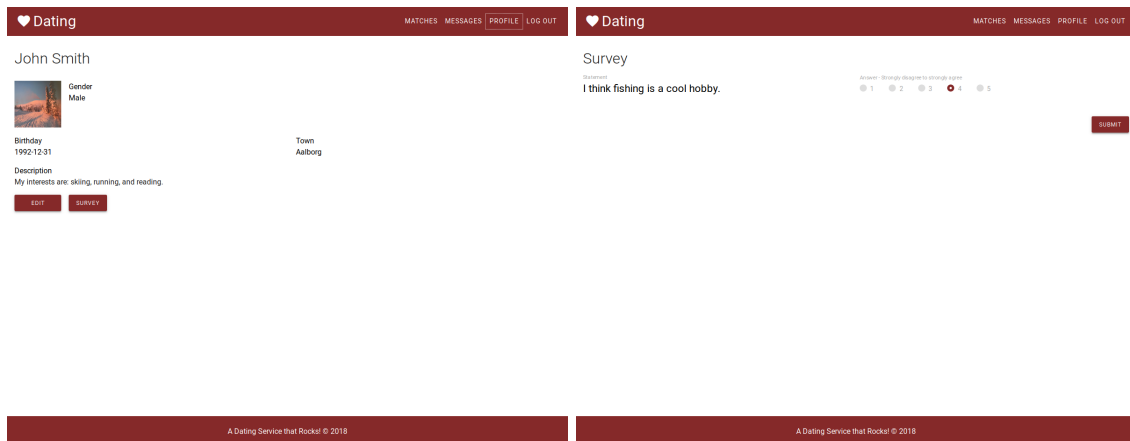 Dating
MATCHES MESSAGES PROFILE LOG OUT
John Smith
Gender
Male
Birthday
1992-12-31
Town
Aalborg
Description
My interests are: skiing, running, and reading.
EDIT SURVEY
A Dating Service that Rocks! © 2018
Dating
MATCHES MESSAGES PROFILE LOG OUT
Survey
Statement
I think fishing is a cool hobby.
Answer - Strongly disagree to strongly agree
1 2 3 4 5
SUBMIT
A Dating Service that Rocks! © 2018